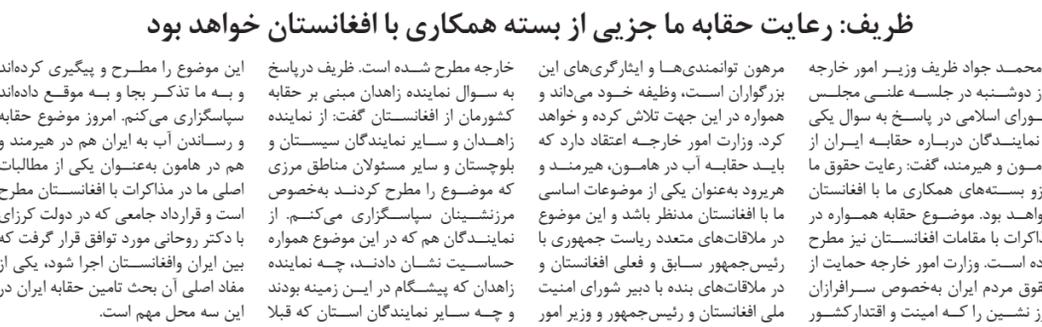 ظریف: رعایت حقابه ما جزیی از بسته همکاری با افغانستان خواهد بود
محمد جواد ظریف وزیر امور خارجه
دوشنبه در جلسه علنی مجلس
اسلامی در پاسخ به سوال یکی
نمایندگان درباره حقابه ایران از
و هیرمند، گفت: رعایت حقوق ما
بسته‌های همکاری ما با افغانستان
بود. موضوع حقابه همواره در
با مقامات افغانستان نیز مطرح
است. وزارت امور خارجه حمایت از
مردم ایران به‌خصوص سرافرازان
نشین را که امینت و اقتدار کشور
مرهون توانمندی‌ها و ایثارگری‌های این
بزرگواران است، وظیفه خود می‌داند و
همواره در این جهت تلاش کرده و خواهد
کرد. وزارت امور خارجه اعتقاد دارد که
باید حقابه آب در هامون، هیرمند و
هریرود به‌عنوان یکی از موضوعات اساسی
ما با افغانستان مدنظر باشد و این موضوع
در ملاقات‌های متعدد ریاست جمهوری با
رئیس‌جمهور سابق و فعلی افغانستان و
در ملاقات‌های بنده با دبیر شورای امنیت
ملی افغانستان و رئیس‌جمهور و وزیر امور
خارجه مطرح شده است. ظریف درپاسخ
به سوال نماینده زاهدان مبنی بر حقابه
کشورمان از افغانستان گفت: از نماینده
زاهدان و سایر نمایندگان سیستان و
بلوچستان و سایر مسئولان مناطق مرزی
که موضوع را مطرح کردند به‌خصوص
مرزنشینان سپاسگزاری می‌کنم. از
نمایندگان هم که در این موضوع همواره
حساسیت نشان دادند، چه نماینده
زاهدان که پیشگام در این زمینه بودند
و چه سایر نمایندگان استان که قبلا
این موضوع را مطرح و پیگیری کرده‌اند
و به ما تذکر بجا و به موقع داده‌اند
سپاسگزاری می‌کنم. امروز موضوع حقابه
و رساندن آب به ایران هم در هیرمند و
هم در هامون به‌عنوان یکی از مطالبات
اصلی ما در مذاکرات با افغانستان مطرح
است و قرارداد جامعی که در دولت کرزای
با دکتر روحانی مورد توافق قرار گرفت که
بین ایران وافغانستان اجرا شود، یکی از
مفاد اصلی آن بحث تامین حقابه ایران در
این سه محل مهم است.